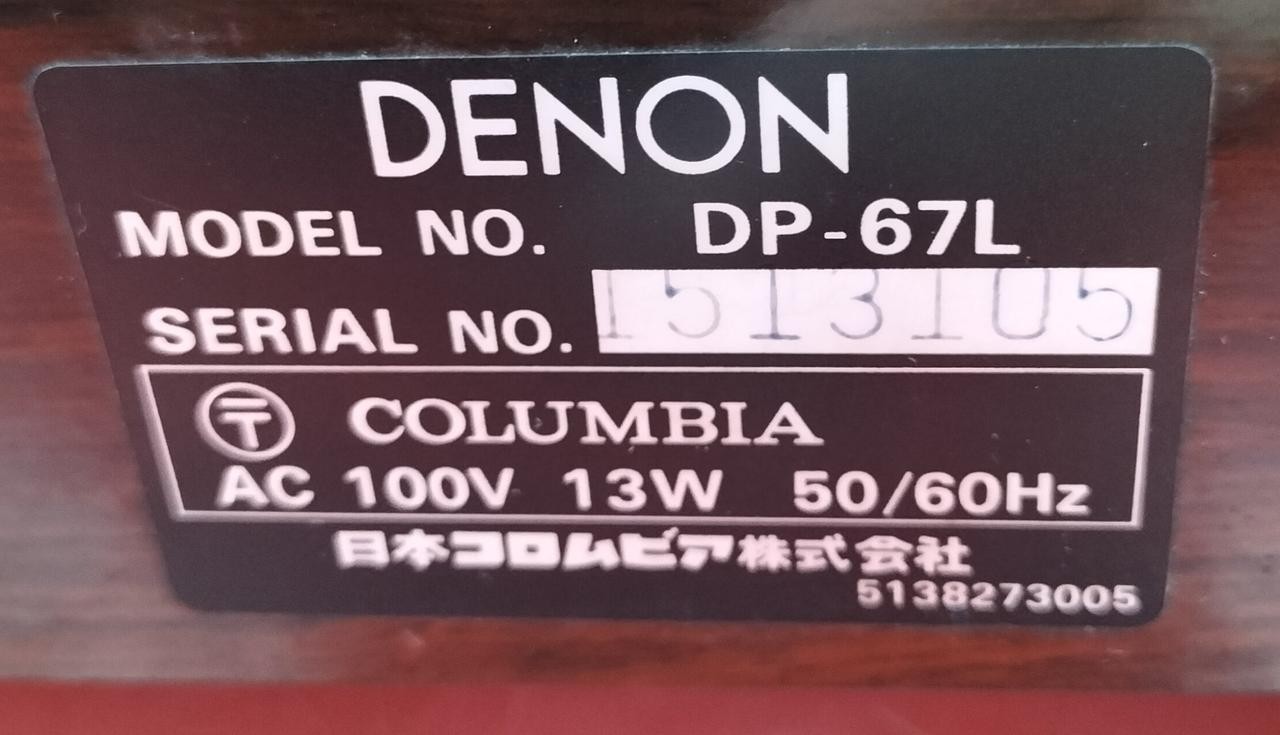 DENON
MODEL NO. DP-67L
SERIAL NO. 1513105
〒 COLUMBIA
AC 100V 13W 50/60Hz
日本コロムビア株式会社
5138273005